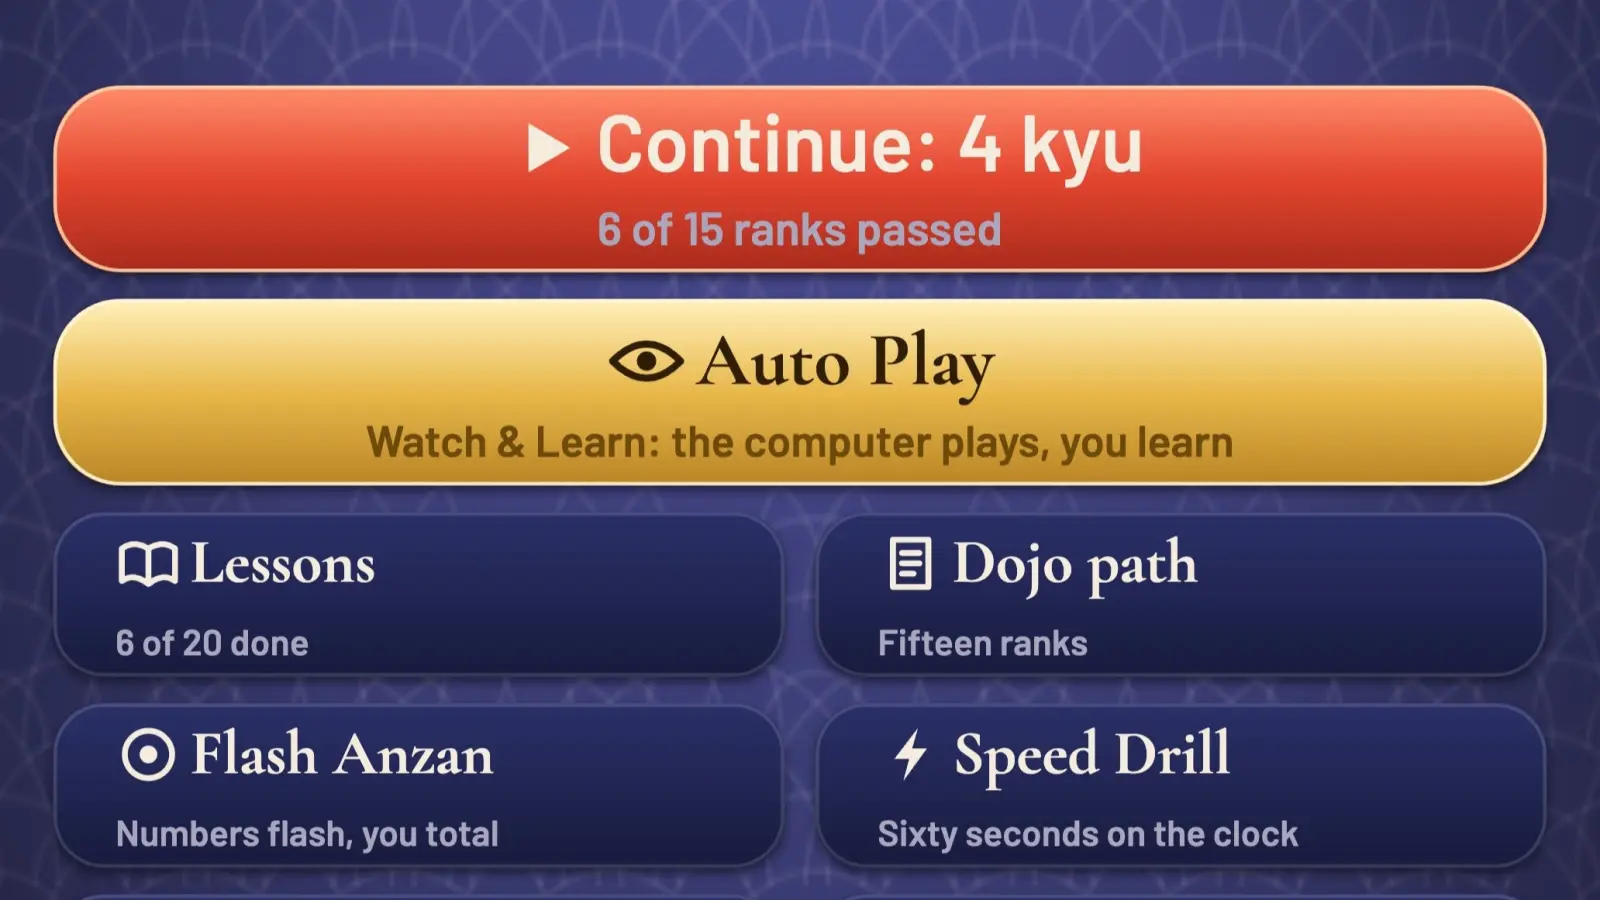 Continue: 4 kyu
6 of 15 ranks passed
Auto Play
Watch & Learn: the computer plays, you learn
Lessons
6 of 20 done
Dojo path
Fifteen ranks
Flash Anzan
Numbers flash, you total
Speed Drill
Sixty seconds on the clock